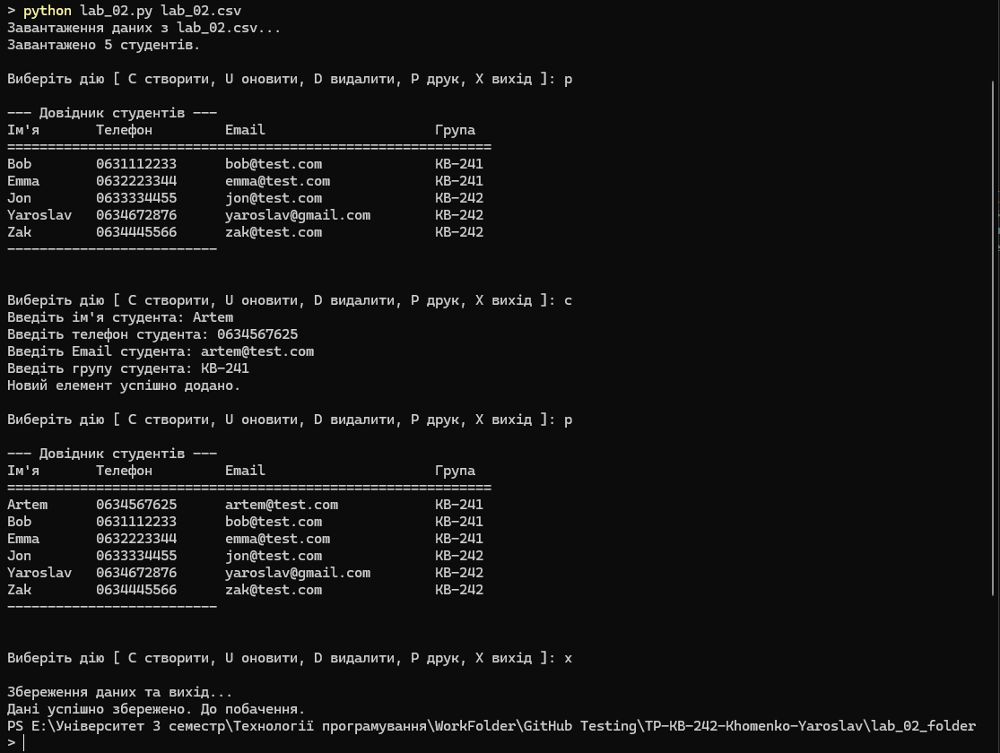 > python lab_02.py lab_02.csv
Завантаження даних з lab_02.csv...
Завантажено 5 студентів.
Виберіть дію [ C створити, U оновити, D видалити, P друк, X вихід ]: p
--- Довідник студентів ---
Ім'я       Телефон         Email                     Група
============================================================
Bob        0631112233      bob@test.com              КВ-241
Emma       0632223344      emma@test.com             КВ-241
Jon        0633334455      jon@test.com              КВ-242
Yaroslav   0634672876      yaroslav@gmail.com        КВ-242
Zak        0634445566      zak@test.com              КВ-242
--------------------------
Виберіть дію [ C створити, U оновити, D видалити, P друк, X вихід ]: c
Введіть ім'я студента: Artem
Введіть телефон студента: 0634567625
Введіть Email студента: artem@test.com
Введіть групу студента: КВ-241
Новий елемент успішно додано.
Виберіть дію [ C створити, U оновити, D видалити, P друк, X вихід ]: p
--- Довідник студентів ---
Ім'я       Телефон         Email                     Група
============================================================
Artem      0634567625      artem@test.com            КВ-241
Bob        0631112233      bob@test.com              КВ-241
Emma       0632223344      emma@test.com             КВ-241
Jon        0633334455      jon@test.com              КВ-242
Yaroslav   0634672876      yaroslav@gmail.com        КВ-242
Zak        0634445566      zak@test.com              КВ-242
--------------------------
Виберіть дію [ C створити, U оновити, D видалити, P друк, X вихід ]: x
Збереження даних та вихід...
Дані успішно збережено. До побачення.
PS E:\Університет 3 семестр\Технології програмування\WorkFolder\GitHub Testing\TP-KB-242-Khomenko-Yaroslav\lab_02_folder
>